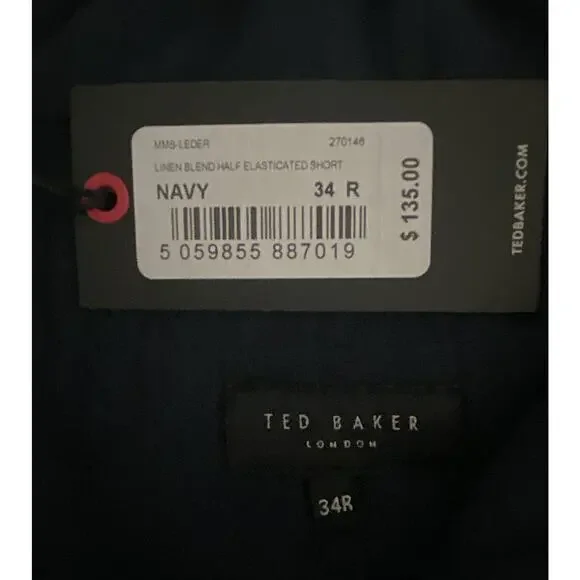 MMS-LEDER 270146
LINEN BLEND HALF ELASTICATED SHORT
NAVY 34 R
5 059855 887019
$ 135.00
TEDBAKER.COM
TED BAKER
LONDON
34R